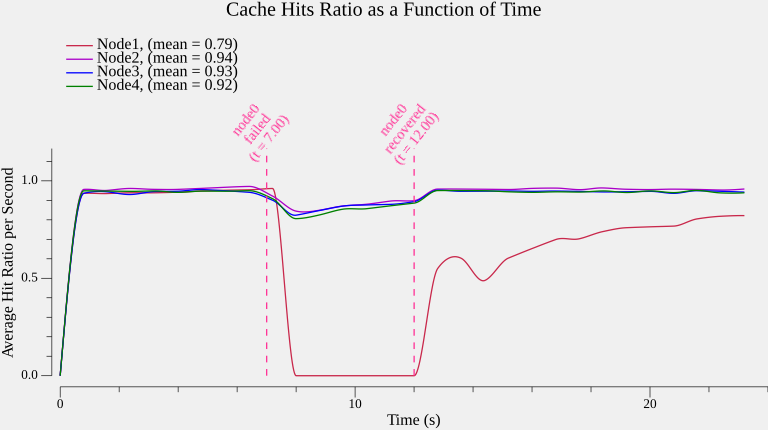 Cache Hits Ratio as a Function of Time
Node1, (mean = 0.79)
Node2, (mean = 0.94)
Node3, (mean = 0.93)
Node4, (mean = 0.92)
node0
failed
(t = 7.00)
node0
recovered
(t = 12.00)
Average Hit Ratio per Second
1.0
0.5
0.0
0
10
20
Time (s)